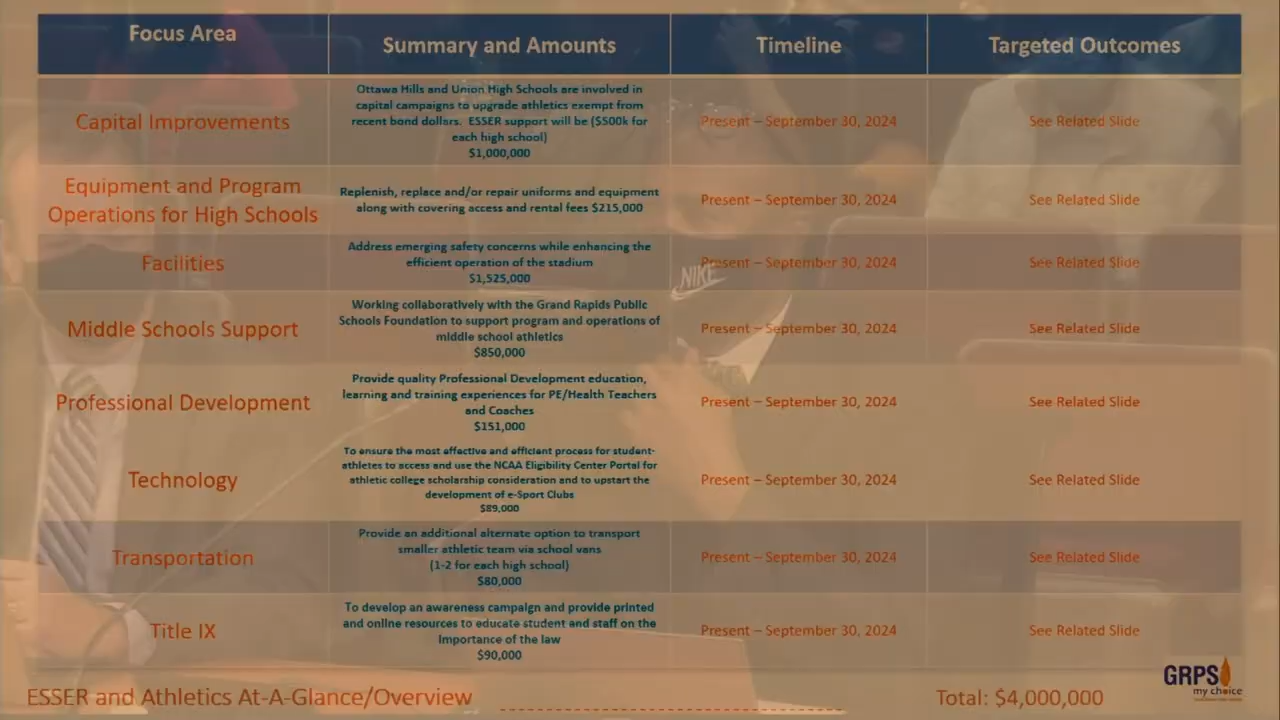 Focus Area
Summary and Amounts
Timeline
Targeted Outcomes
Capital Improvements
Ottawa Hills and Union High Schools are involved in
capital campaigns to upgrade athletics exempt from
recent bond dollars. ESSER support will be ($500k for
each high school)
$1,000,000
Present – September 30, 2024
See Related Slide
Equipment and Program
Operations for High Schools
Replenish, replace and/or repair uniforms and equipment
along with covering access and rental fees $215,000
Present – September 30, 2024
See Related Slide
Facilities
Address emerging safety concerns while enhancing the
efficient operation of the stadium
$1,525,000
Present – September 30, 2024
See Related Slide
NIKE
Middle Schools Support
Working collaboratively with the Grand Rapids Public
Schools Foundation to support program and operations of
middle school athletics
$850,000
Present – September 30, 2024
See Related Slide
Professional Development
Provide quality Professional Development education,
learning and training experiences for PE/Health Teachers
and Coaches
$151,000
Present – September 30, 2024
See Related Slide
Technology
To ensure the most effective and efficient process for student-
athletes to access and use the NCAA Eligibility Center Portal for
athletic college scholarship consideration and to upstart the
development of e-Sport Clubs
$89,000
Present – September 30, 2024
See Related Slide
Transportation
Provide an additional alternate option to transport
smaller athletic team via school vans
(1-2 for each high school)
$80,000
Present – September 30, 2024
See Related Slide
Title IX
To develop an awareness campaign and provide printed
and online resources to educate student and staff on the
importance of the law
$90,000
Present – September 30, 2024
See Related Slide
ESSER and Athletics At-A-Glance/Overview
Total: $4,000,000
GRPS
my choice